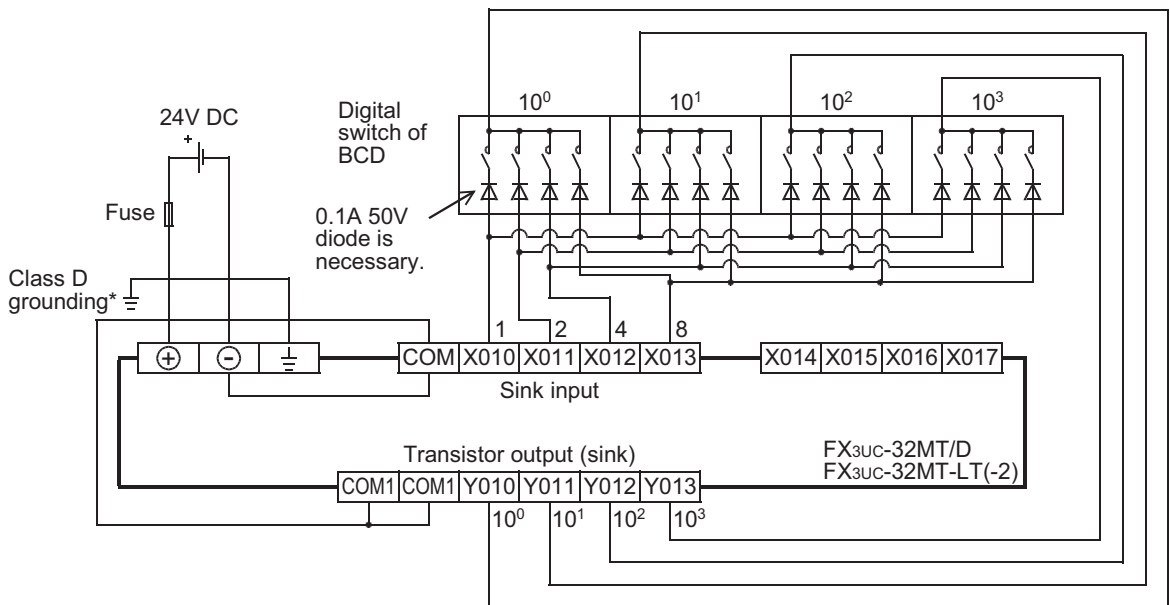 10⁰ 10¹ 10² 10³
Digital
switch of
BCD
24V DC
+
Fuse
0.1A 50V
diode is
necessary.
Class D
grounding*
1 2 4 8
+ - COM X010 X011 X012 X013 X014 X015 X016 X017
Sink input
Transistor output (sink)
FX3UC-32MT/D
FX3UC-32MT-LT(-2)
COM1 COM1 Y010 Y011 Y012 Y013
10⁰ 10¹ 10² 10³